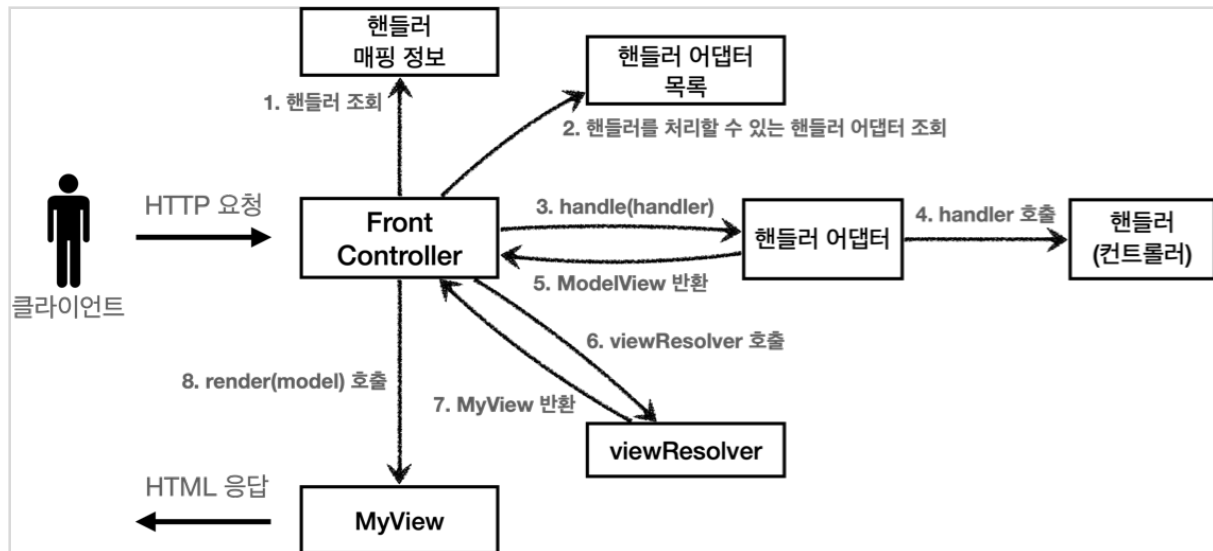 핸들러
매핑 정보
핸들러 어댑터
목록
1. 핸들러 조회
2. 핸들러를 처리할 수 있는 핸들러 어댑터 조회
HTTP 요청
Front
Controller
3. handle(handler)
핸들러 어댑터
4. handler 호출
핸들러
(컨트롤러)
5. ModelView 반환
클라이언트
6. viewResolver 호출
8. render(model) 호출
7. MyView 반환
viewResolver
HTML 응답
MyView